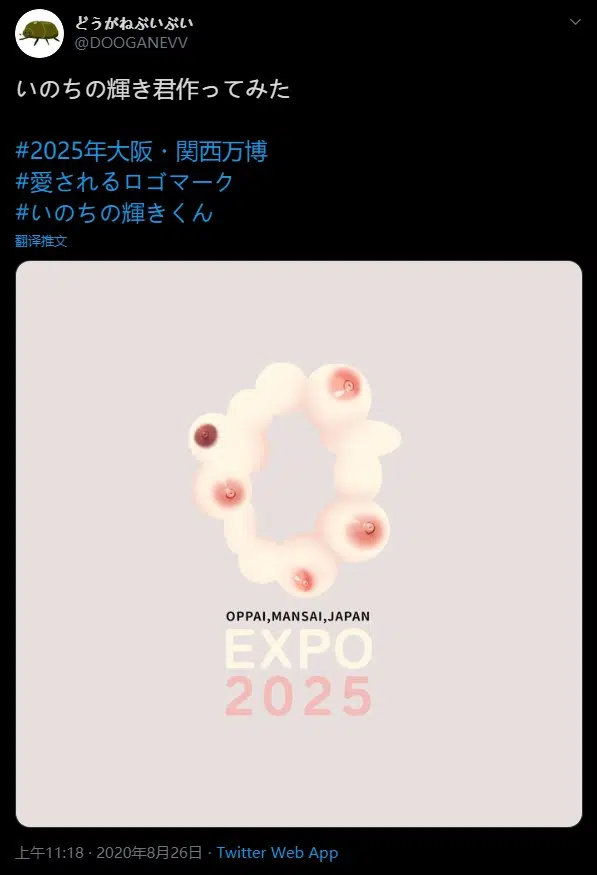 どうがねぶいぶい
@DOOGANEVV
いのちの輝き君作ってみた
#2025年大阪・関西万博
#愛されるロゴマーク
#いのちの輝きくん
翻译推文
OPPAI,MANSAI,JAPAN
EXPO
2025
上午11:18 · 2020年8月26日 · Twitter Web App